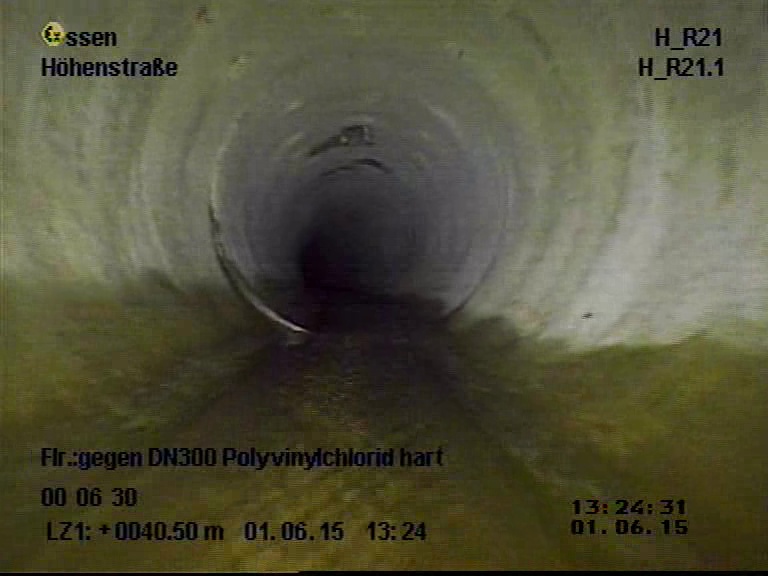 Essen
Höhenstraße
H_R21
H_R21.1
Flr.:gegen DN300 Polyvinylchlorid hart
00 06 30
LZ1: +0040.50 m 01.06.15 13:24
13:24:31
01.06.15